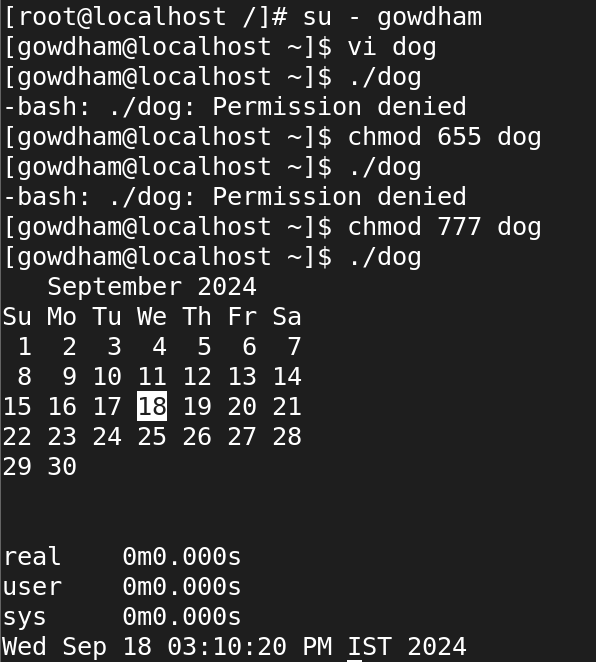 [root@localhost /]# su - gowdham
[gowdham@localhost ~]$ vi dog
[gowdham@localhost ~]$ ./dog
-bash: ./dog: Permission denied
[gowdham@localhost ~]$ chmod 655 dog
[gowdham@localhost ~]$ ./dog
-bash: ./dog: Permission denied
[gowdham@localhost ~]$ chmod 777 dog
[gowdham@localhost ~]$ ./dog
   September 2024
Su Mo Tu We Th Fr Sa
 1  2  3  4  5  6  7
 8  9 10 11 12 13 14
15 16 17 18 19 20 21
22 23 24 25 26 27 28
29 30
real    0m0.000s
user    0m0.000s
sys     0m0.000s
Wed Sep 18 03:10:20 PM IST 2024